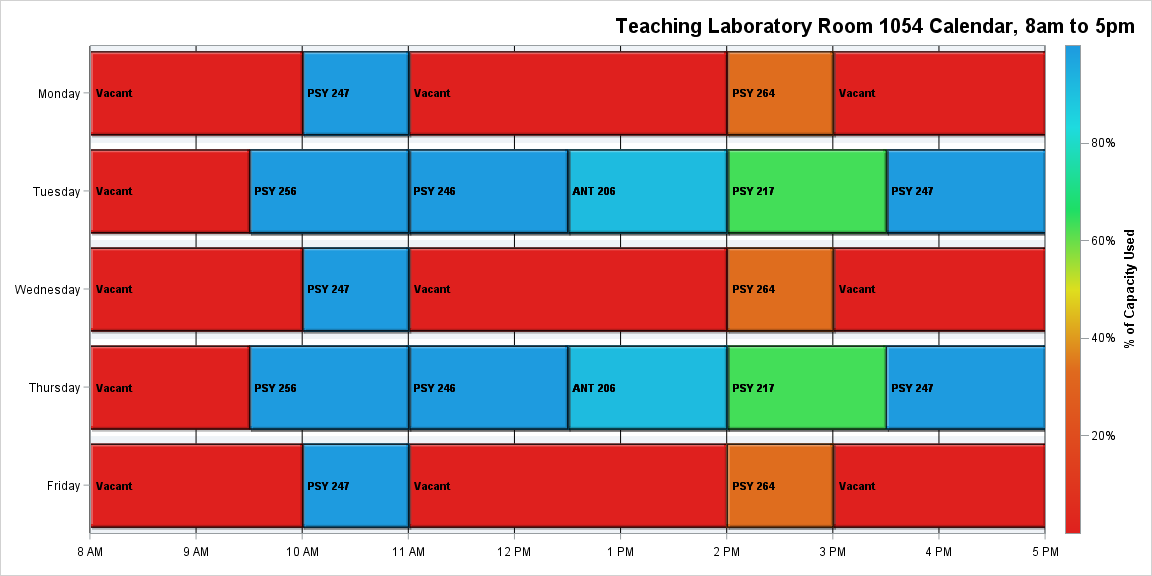 Teaching Laboratory Room 1054 Calendar, 8am to 5pm
Monday
Vacant
PSY 247
Vacant
PSY 264
Vacant
Tuesday
Vacant
PSY 256
PSY 246
ANT 206
PSY 217
PSY 247
Wednesday
Vacant
PSY 247
Vacant
PSY 264
Vacant
Thursday
Vacant
PSY 256
PSY 246
ANT 206
PSY 217
PSY 247
Friday
Vacant
PSY 247
Vacant
PSY 264
Vacant
8 AM
9 AM
10 AM
11 AM
12 PM
1 PM
2 PM
3 PM
4 PM
5 PM
80%
60%
40%
20%
% of Capacity Used